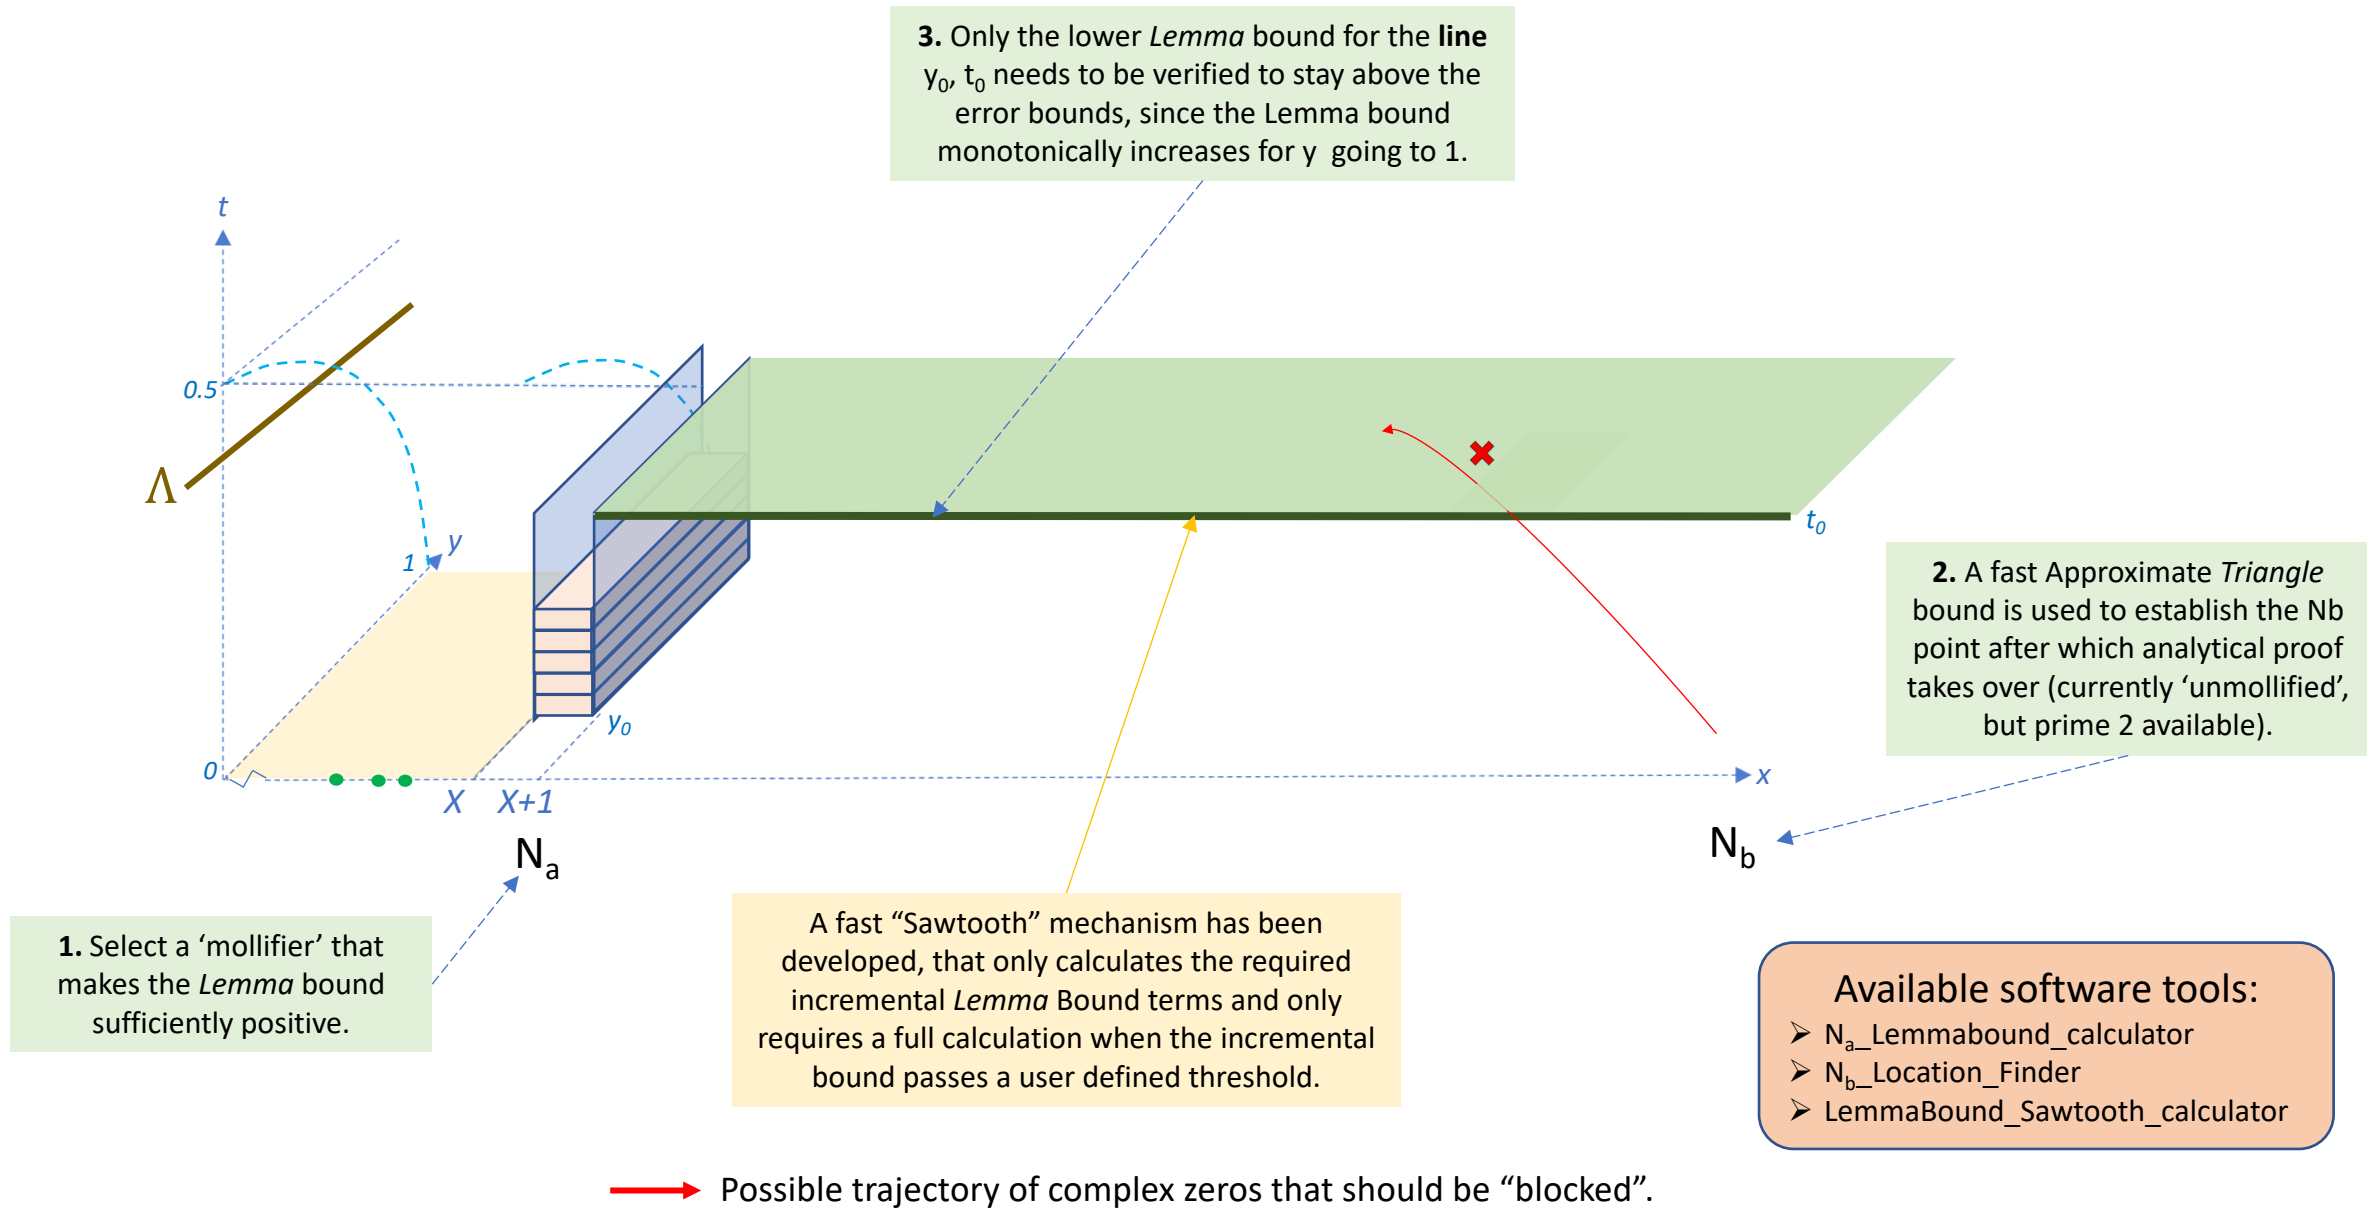 3. Only the lower Lemma bound for the line
y0, t0 needs to be verified to stay above the
error bounds, since the Lemma bound
monotonically increases for y going to 1.
t
0.5
Λ
1
y
t0
2. A fast Approximate Triangle
bound is used to establish the Nb
point after which analytical proof
takes over (currently ‘unmollified’,
but prime 2 available).
y0
0
x
X
X+1
Na
Nb
1. Select a ‘mollifier’ that
makes the Lemma bound
sufficiently positive.
A fast “Sawtooth” mechanism has been
developed, that only calculates the required
incremental Lemma Bound terms and only
requires a full calculation when the incremental
bound passes a user defined threshold.
Available software tools:
➢ Na_Lemmabound_calculator
➢ Nb_Location_Finder
➢ LemmaBound_Sawtooth_calculator
Possible trajectory of complex zeros that should be “blocked”.